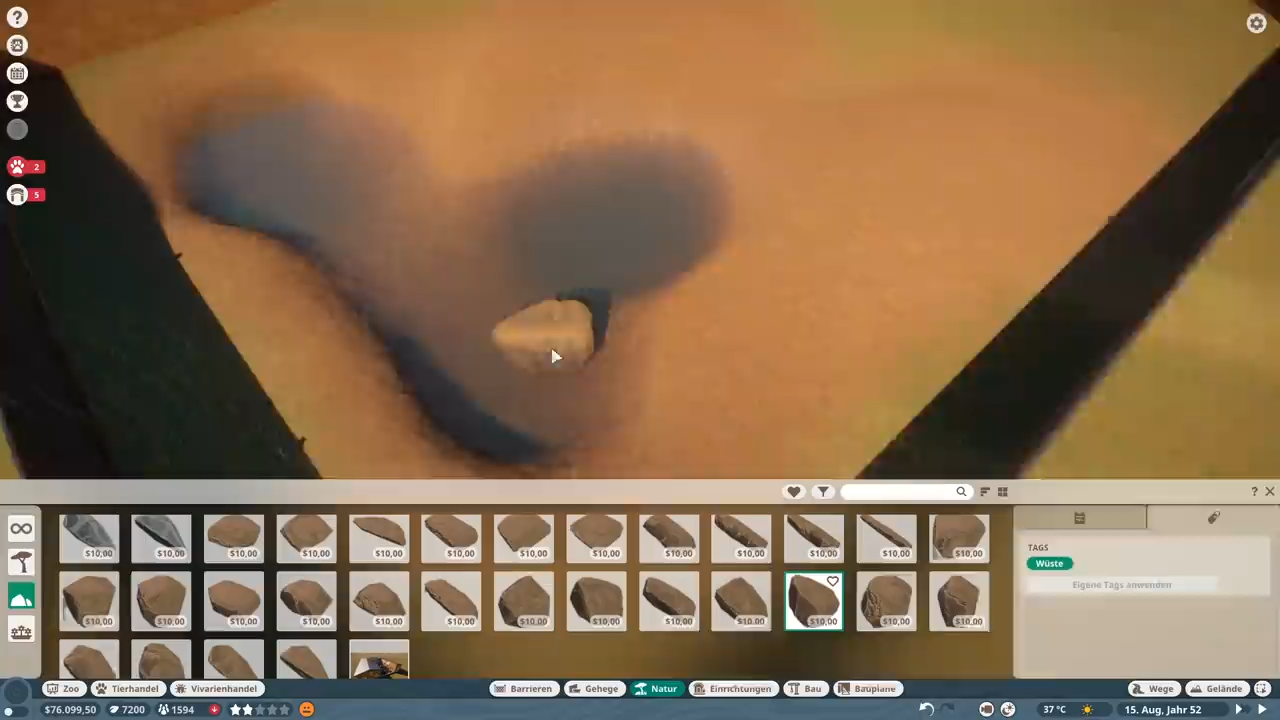 ?
2
5
? ×
$10,00 $10,00 $10,00 $10,00 $10,00 $10,00 $10,00 $10,00 $10,00 $10,00 $10,00 $10,00 $10,00
TAGS
Wüste
Eigene Tags anwenden
$10,00 $10,00 $10,00 $10,00 $10,00 $10,00 $10,00 $10,00 $10,00 $10,00 $10,00 $10,00 $10,00
Zoo Tierhandel Vivarienhandel Barrieren Gehege Natur Einrichtungen Bau Baupläne Wege Gelände
$76.099,50 7200 1594 37 °C 15. Aug, Jahr 52